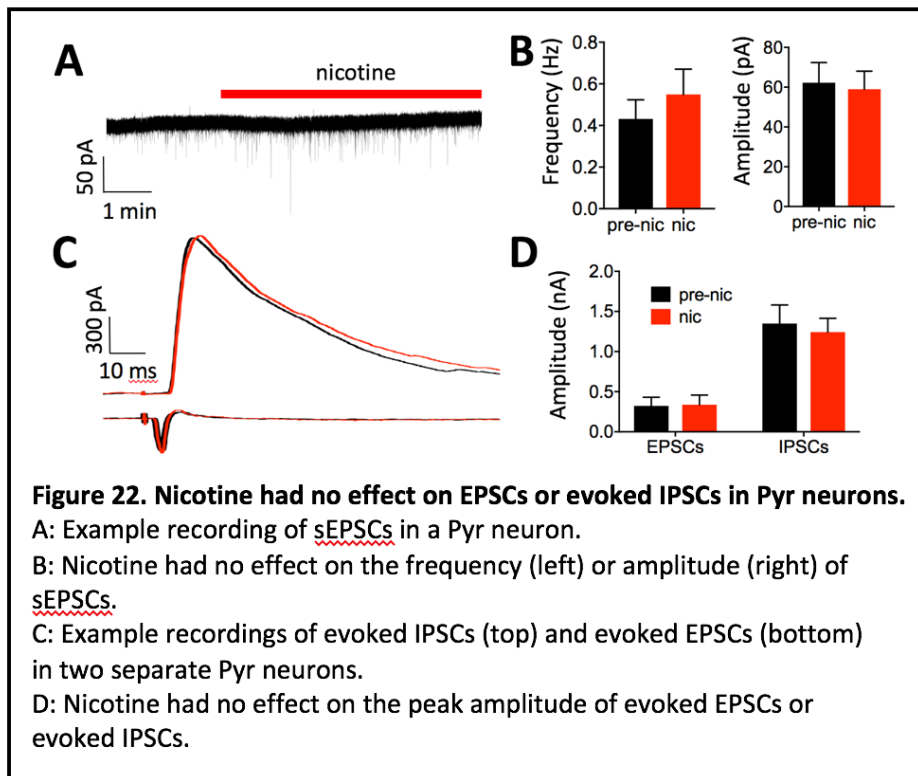 A
nicotine
50 pA
1 min
B
Frequency (Hz)
0.8
0.6
0.4
0.2
0.0
pre-nic nic
Amplitude (pA)
80
60
40
20
0
pre-nic nic
C
300 pA
10 ms
D
Amplitude (nA)
2.0
1.5
1.0
0.5
0.0
pre-nic
nic
EPSCs IPSCs
Figure 22. Nicotine had no effect on EPSCs or evoked IPSCs in Pyr neurons.
A: Example recording of sEPSCs in a Pyr neuron.
B: Nicotine had no effect on the frequency (left) or amplitude (right) of
sEPSCs.
C: Example recordings of evoked IPSCs (top) and evoked EPSCs (bottom)
in two separate Pyr neurons.
D: Nicotine had no effect on the peak amplitude of evoked EPSCs or
evoked IPSCs.